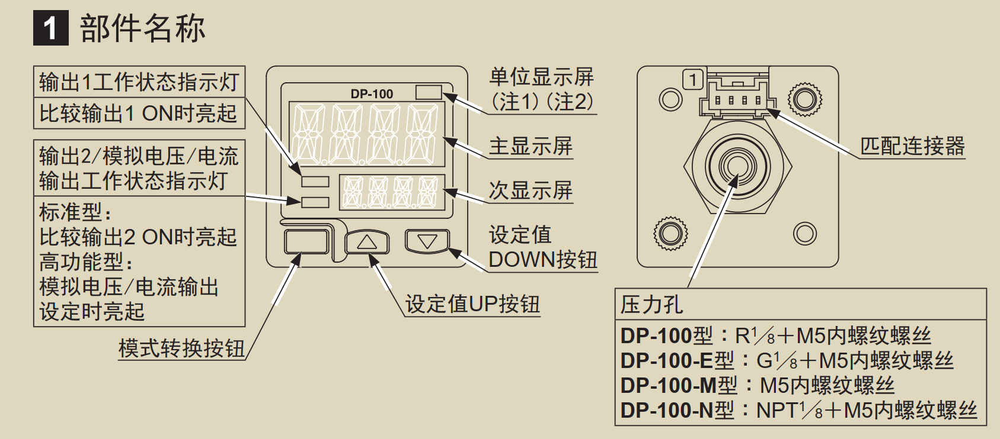 1 部件名称
输出1工作状态指示灯
比较输出1 ON时亮起
输出2/模拟电压/电流
输出工作状态指示灯
标准型：
比较输出2 ON时亮起
高功能型：
模拟电压/电流输出
设定时亮起
模式转换按钮
DP-100
单位显示屏
(注1)(注2)
主显示屏
次显示屏
设定值
DOWN按钮
设定值UP按钮
1
匹配连接器
压力孔
DP-100型：R1/8＋M5内螺纹螺丝
DP-100-E型：G1/8＋M5内螺纹螺丝
DP-100-M型：M5内螺纹螺丝
DP-100-N型：NPT1/8＋M5内螺纹螺丝